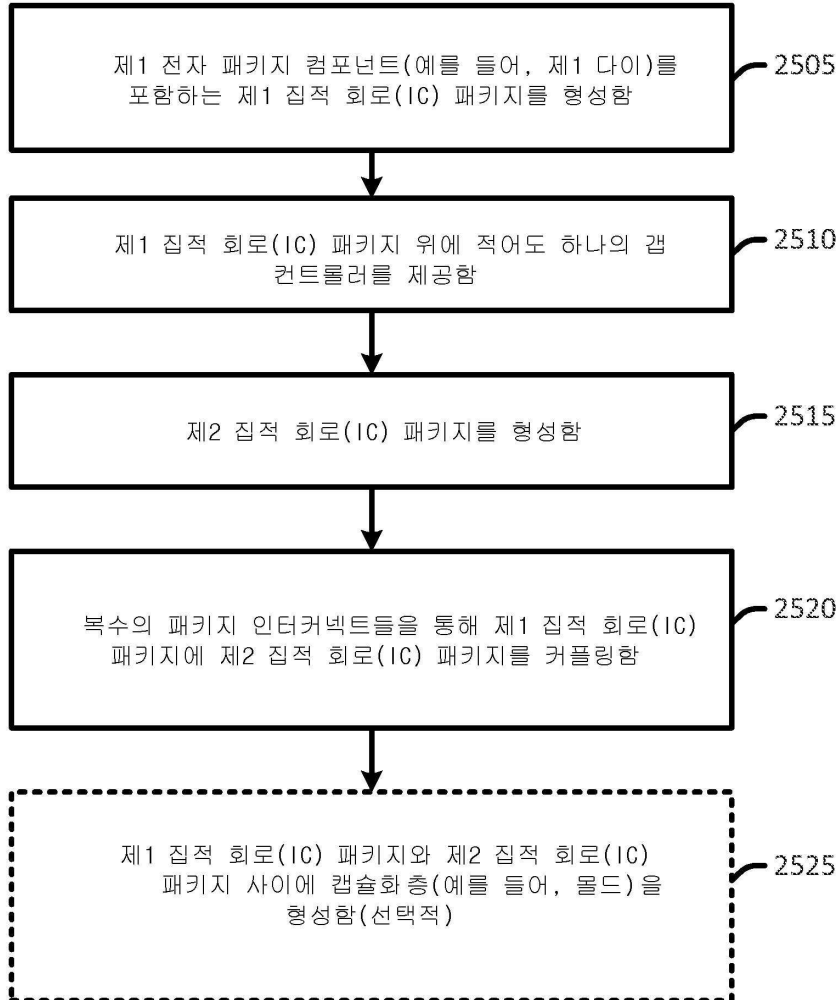 제1 전자 패키지 컴포넌트(예를 들어, 제1 다이)를
포함하는 제1 집적 회로(IC) 패키지를 형성함
2505
제1 집적 회로(IC) 패키지 위에 적어도 하나의 갭
컨트롤러를 제공함
2510
제2 집적 회로(IC) 패키지를 형성함
2515
복수의 패키지 인터커넥트들을 통해 제1 집적 회로(IC)
패키지에 제2 집적 회로(IC) 패키지를 커플링함
2520
제1 집적 회로(IC) 패키지와 제2 집적 회로(IC)
패키지 사이에 캡슐화 층(예를 들어, 몰드)을
형성함(선택적)
2525